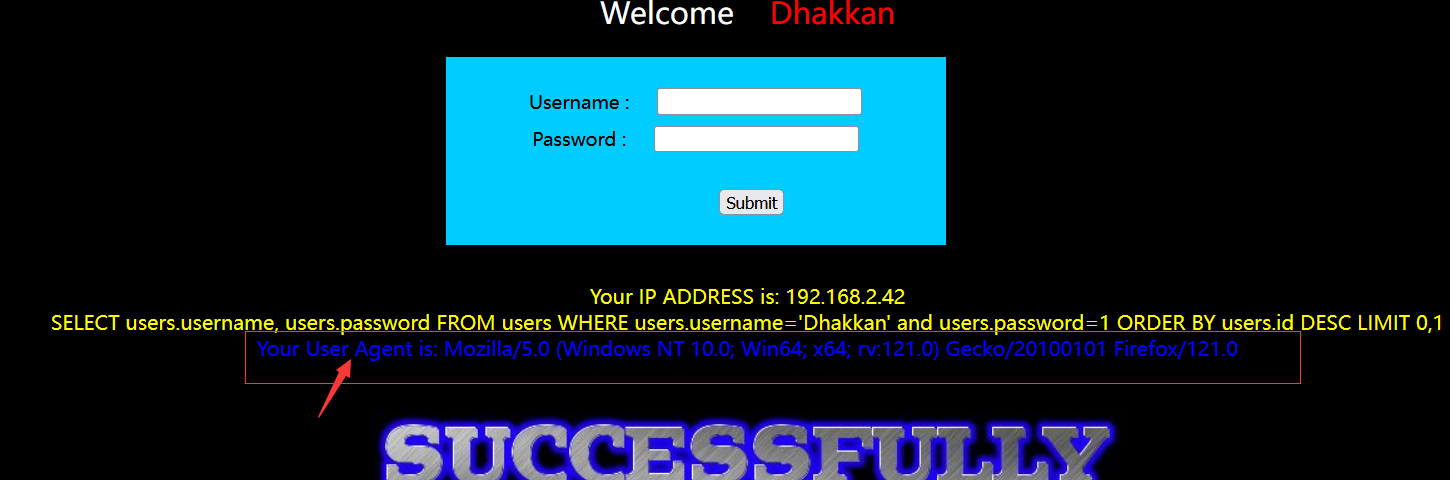 Welcome Dhakkan
Username :
Password :
Submit
Your IP ADDRESS is: 192.168.2.42
SELECT users.username, users.password FROM users WHERE users.username='Dhakkan' and users.password=1 ORDER BY users.id DESC LIMIT 0,1
Your User Agent is: Mozilla/5.0 (Windows NT 10.0; Win64; x64; rv:121.0) Gecko/20100101 Firefox/121.0
SUCCESSFULLY